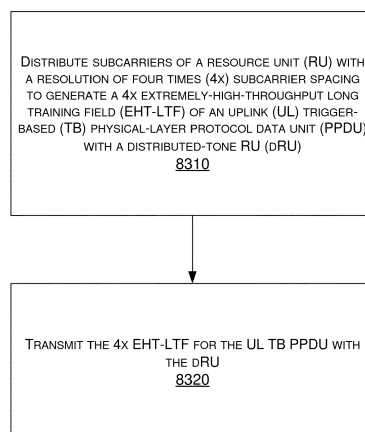 DISTRIBUTE SUBCARRIERS OF A RESOURCE UNIT (RU) WITH
A RESOLUTION OF FOUR TIMES (4X) SUBCARRIER SPACING
TO GENERATE A 4X EXTREMELY-HIGH-THROUGHPUT LONG
TRAINING FIELD (EHT-LTF) OF AN UPLINK (UL) TRIGGER-
BASED (TB) PHYSICAL-LAYER PROTOCOL DATA UNIT (PPDU)
WITH A DISTRIBUTED-TONE RU (DRU)
8310
TRANSMIT THE 4X EHT-LTF FOR THE UL TB PPDU WITH
THE DRU
8320